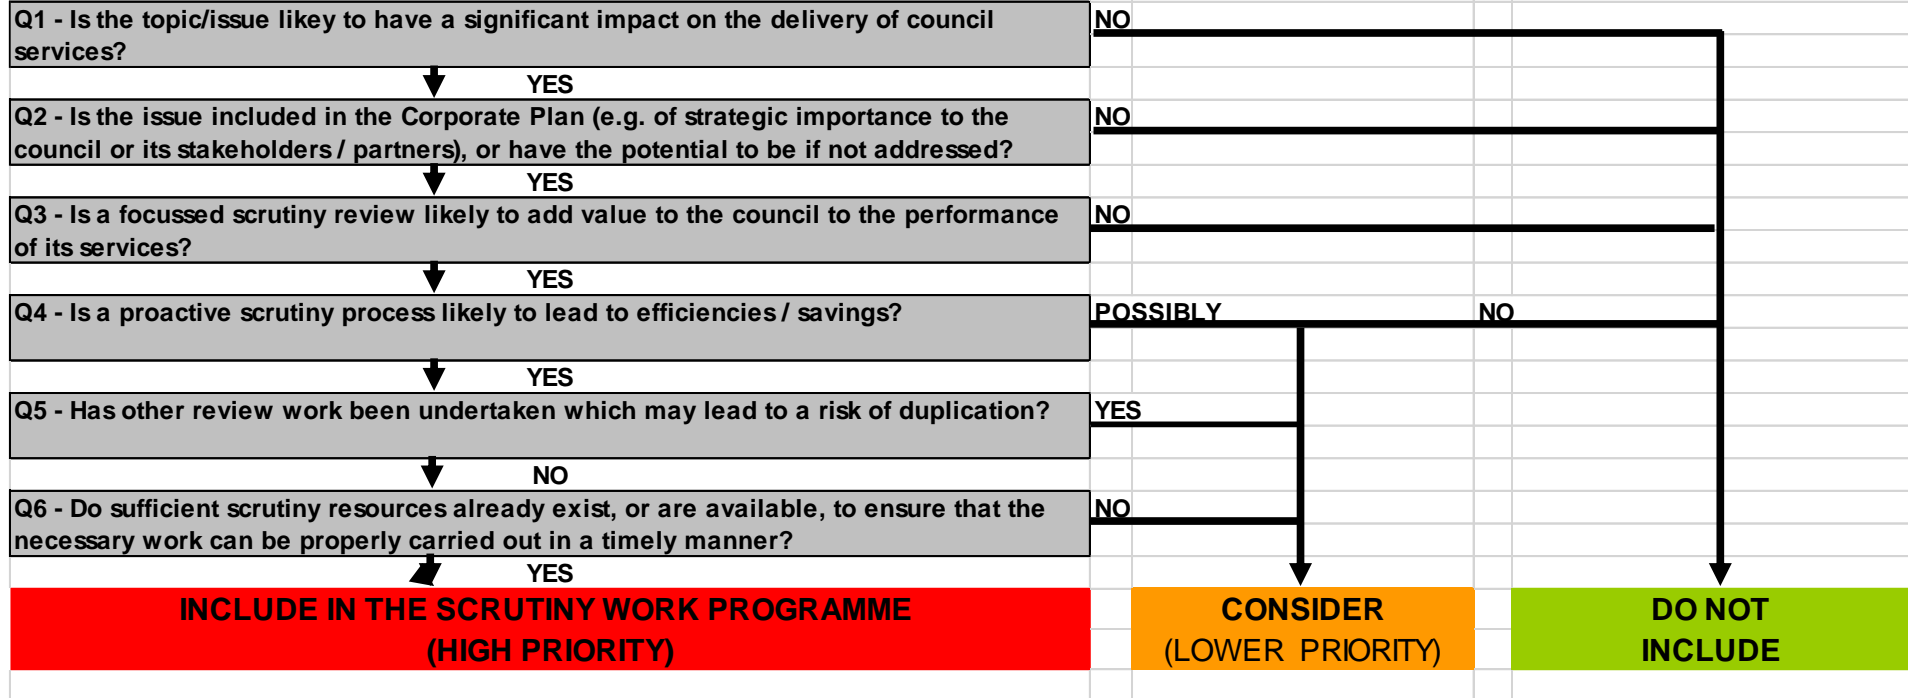 Q1 - Is the topic/issue likey to have a significant impact on the delivery of council
services?
NO
YES
Q2 - Is the issue included in the Corporate Plan (e.g. of strategic importance to the
council or its stakeholders / partners), or have the potential to be if not addressed?
NO
YES
Q3 - Is a focussed scrutiny review likely to add value to the council to the performance
of its services?
NO
YES
Q4 - Is a proactive scrutiny process likely to lead to efficiencies / savings?
POSSIBLY
NO
YES
Q5 - Has other review work been undertaken which may lead to a risk of duplication?
YES
NO
Q6 - Do sufficient scrutiny resources already exist, or are available, to ensure that the
necessary work can be properly carried out in a timely manner?
NO
YES
INCLUDE IN THE SCRUTINY WORK PROGRAMME
(HIGH PRIORITY)
CONSIDER
(LOWER PRIORITY)
DO NOT
INCLUDE